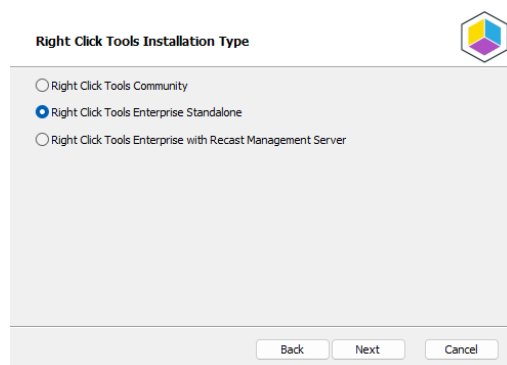 Right Click Tools Installation Type
Right Click Tools Community
Right Click Tools Enterprise Standalone
Right Click Tools Enterprise with Recast Management Server
Back Next Cancel